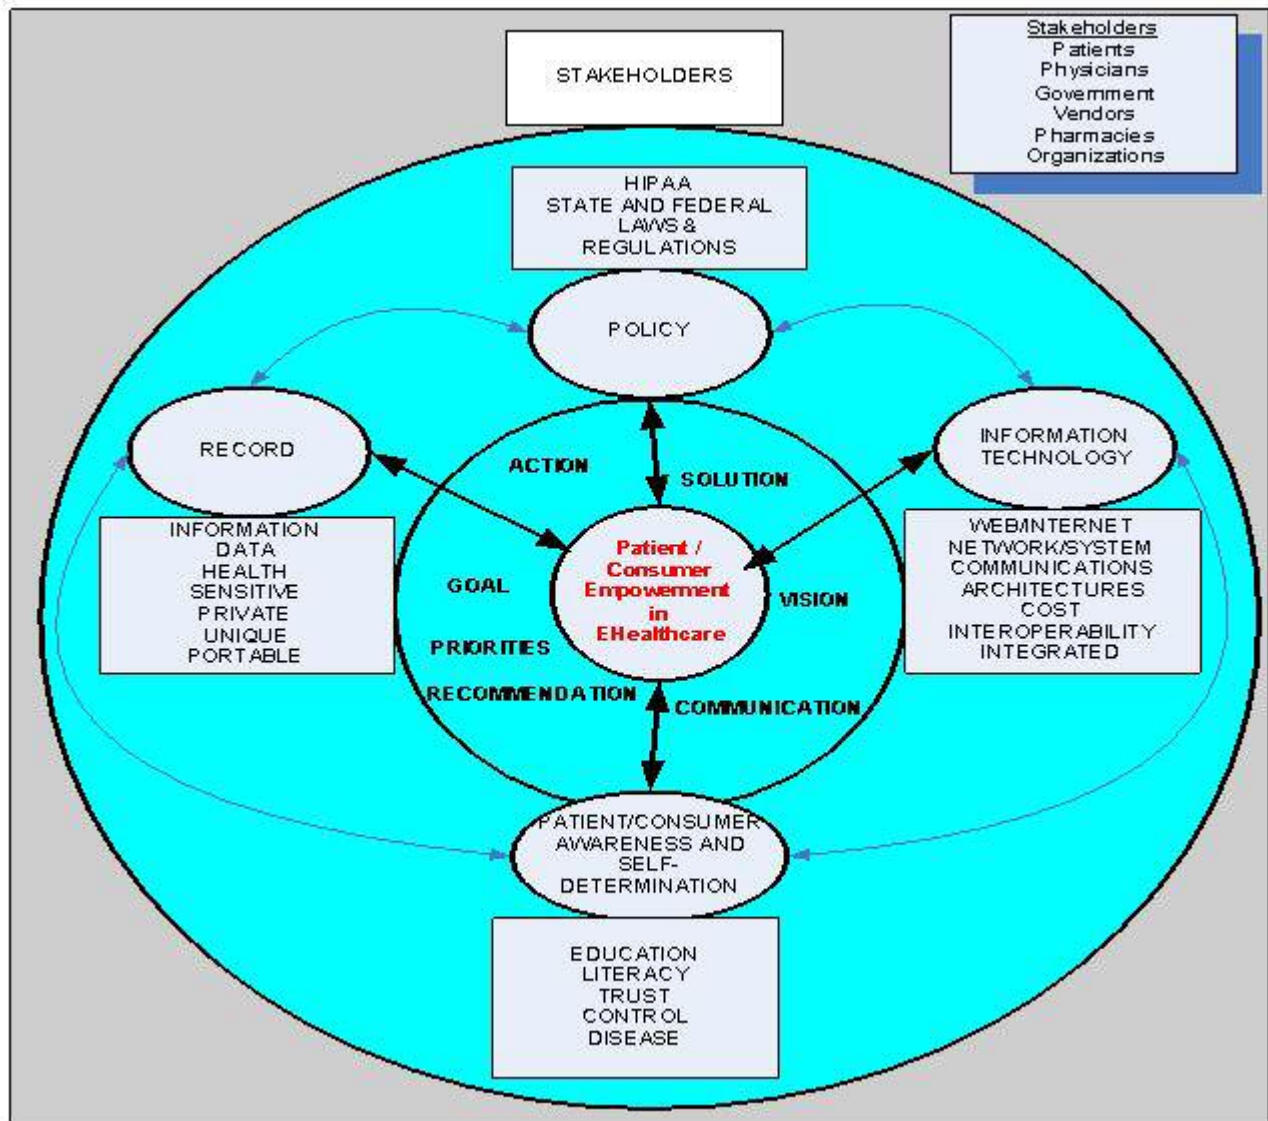 STAKEHOLDERS
Stakeholders
Patients
Physicians
Government
Vendors
Pharmacies
Organizations
HIPAA
STATE AND FEDERAL
LAWS &
REGULATIONS
POLICY
RECORD
INFORMATION
DATA
HEALTH
SENSITIVE
PRIVATE
UNIQUE
PORTABLE
INFORMATION
TECHNOLOGY
WEB/INTERNET
NETWORK/SYSTEM
COMMUNICATIONS
ARCHITECTURES
COST
INTEROPERABILITY
INTEGRATED
ACTION
SOLUTION
GOAL
VISION
PRIORITIES
RECOMMENDATION
COMMUNICATION
Patient /
Consumer
Empowerment
in
EHealthcare
PATIENT/CONSUMER
AWARENESS AND
SELF-
DETERMINATION
EDUCATION
LITERACY
TRUST
CONTROL
DISEASE